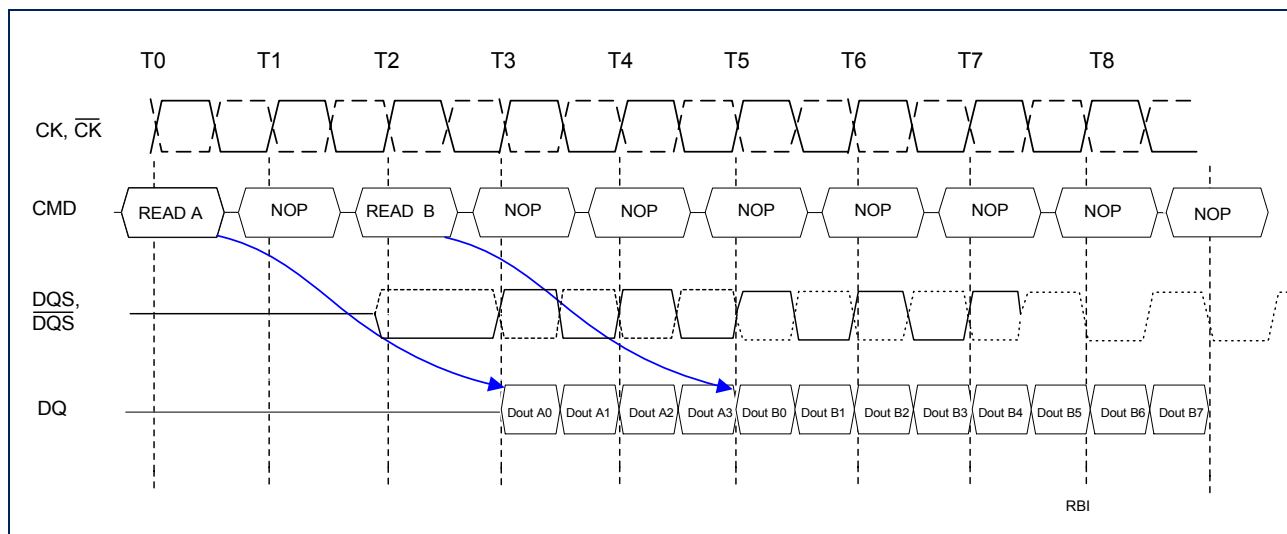 T0 T1 T2 T3 T4 T5 T6 T7 T8
CK, CK
CMD
READ A NOP READ B NOP NOP NOP NOP NOP NOP NOP
DQS,
DQS
DQ
Dout A0 Dout A1 Dout A2 Dout A3 Dout B0 Dout B1 Dout B2 Dout B3 Dout B4 Dout B5 Dout B6 Dout B7
RBI